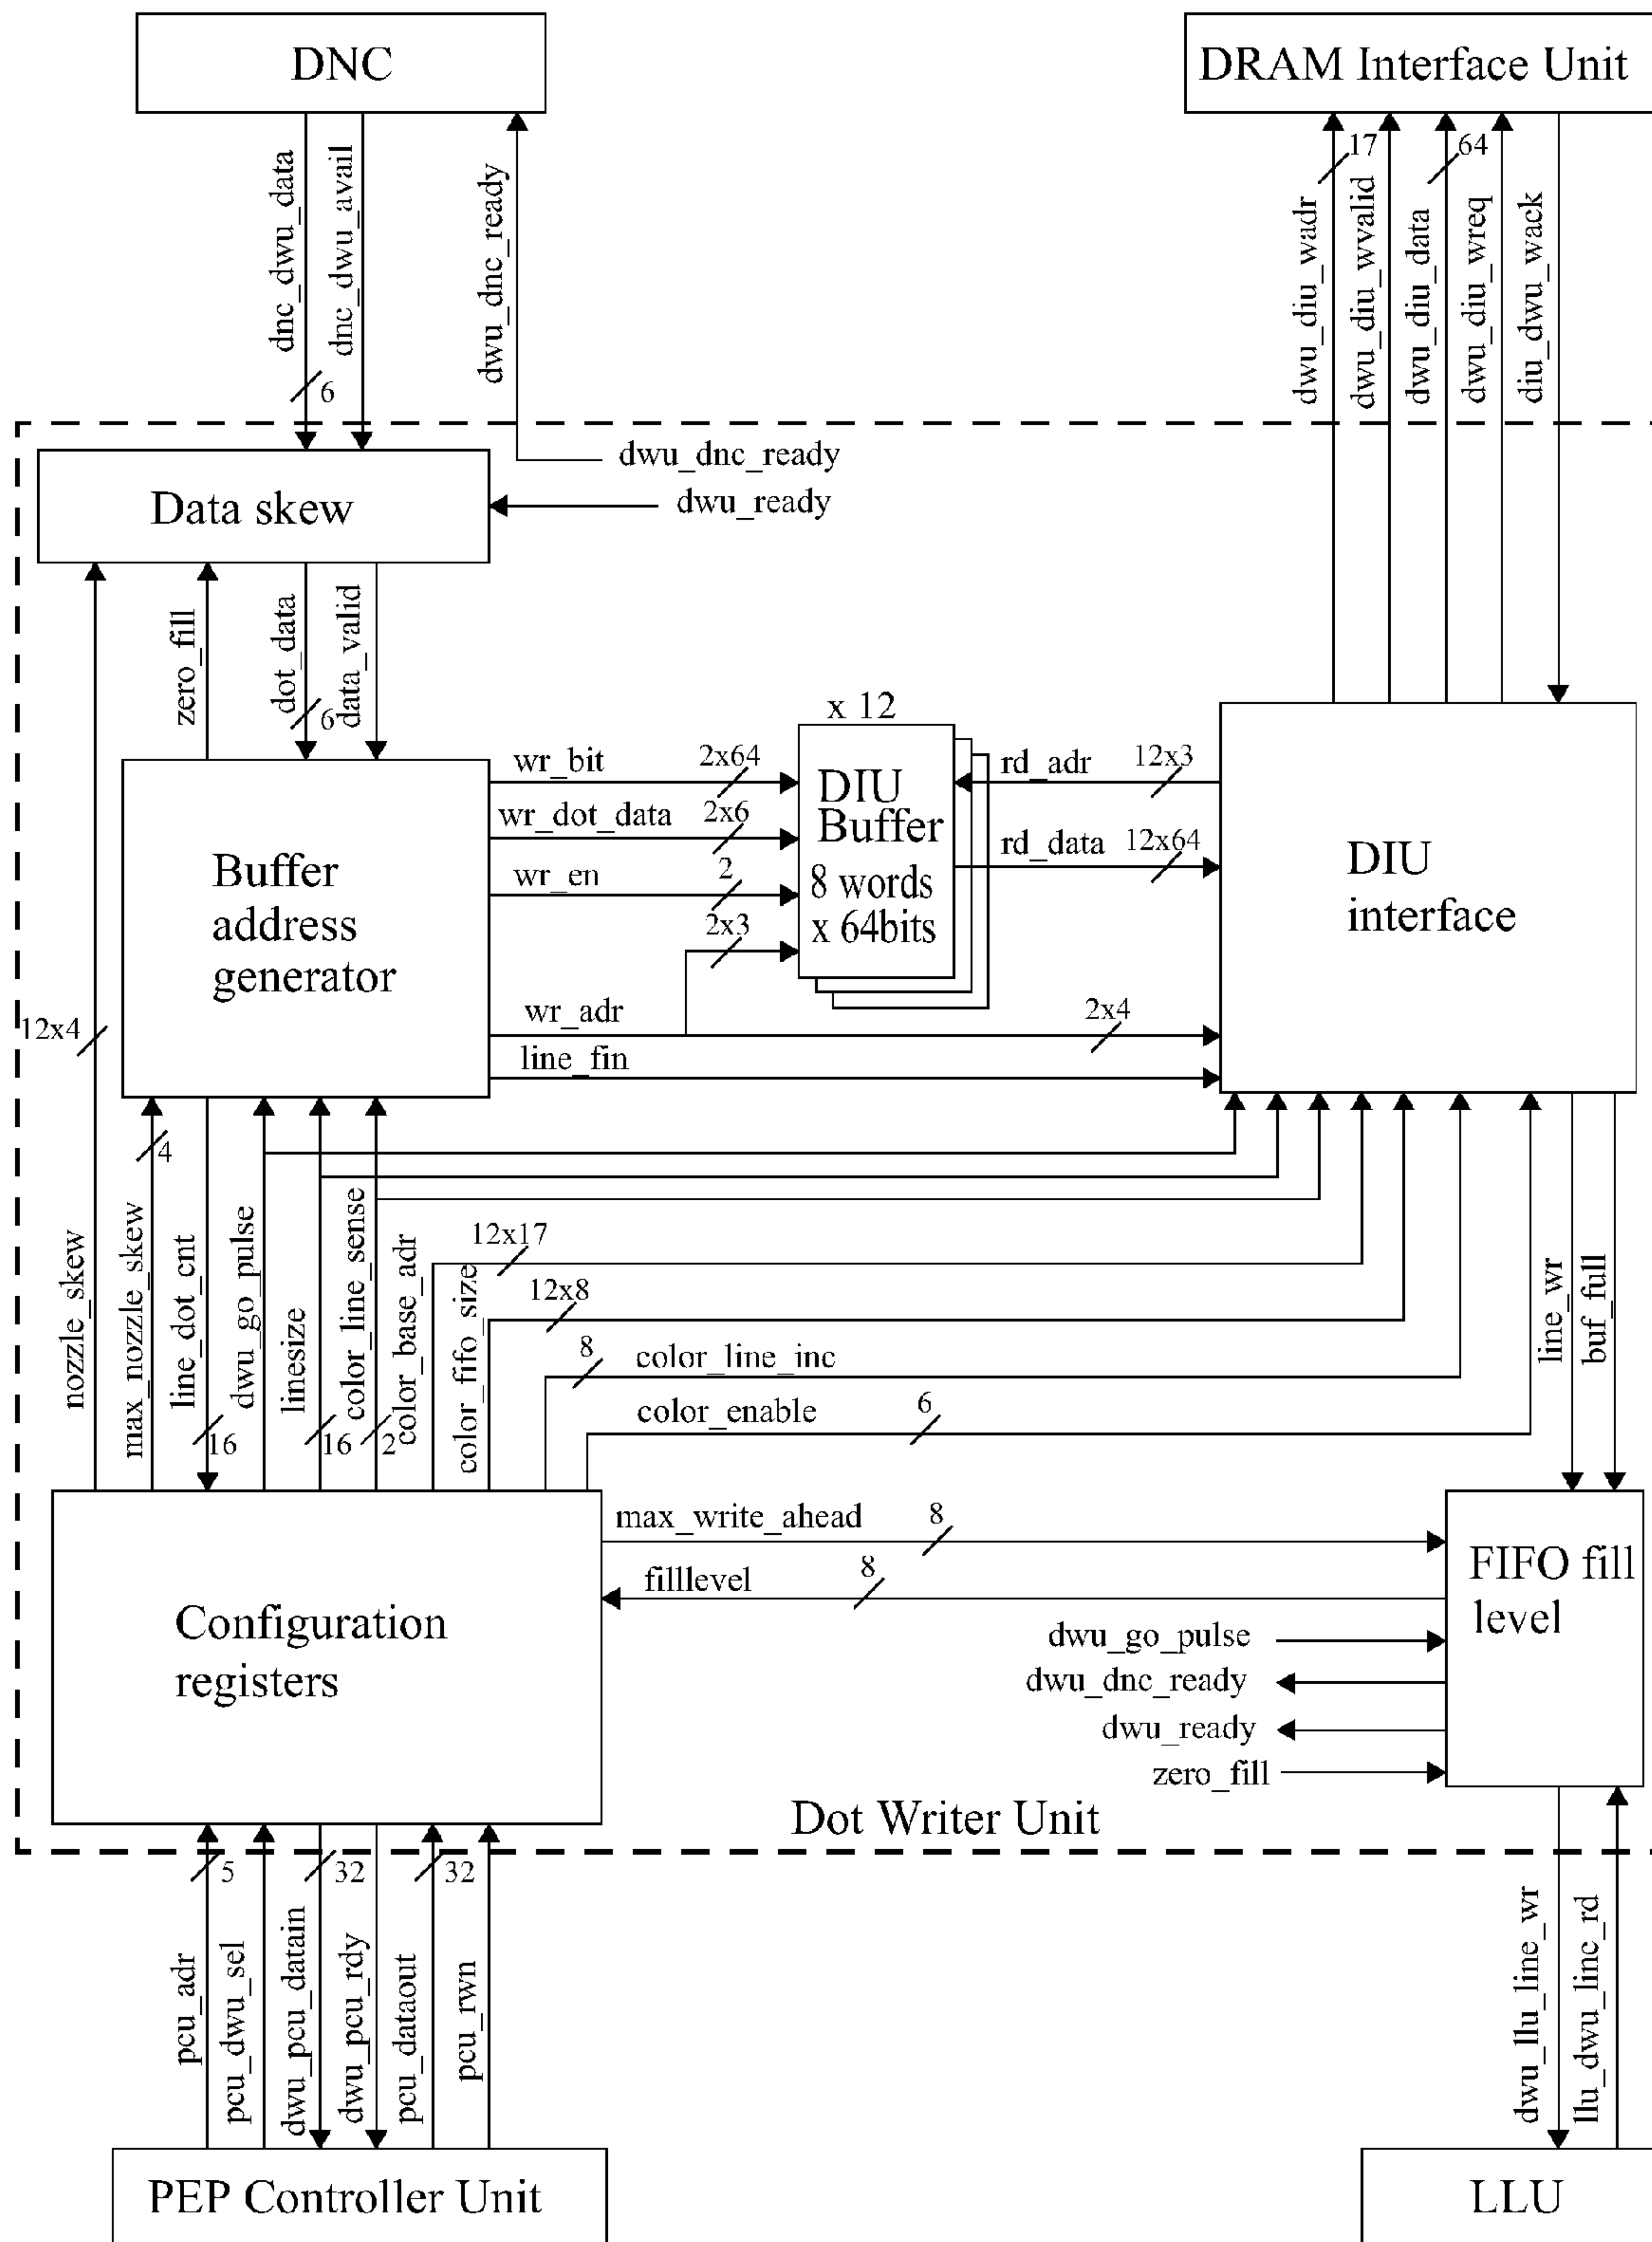 DNC
DRAM Interface Unit
dnc_dwu_data
dnc_dwu_avail
dwu_dnc_ready
6
dwu_diu_wadr
17
dwu_diu_wvalid
dwu_diu_data
64
dwu_diu_wreq
diu_dwu_wack
dwu_dnc_ready
dwu_ready
Data skew
zero_fill
dot_data
6
data_valid
x 12
DIU
Buffer
8 words
x 64bits
wr_bit
2x64
wr_dot_data
2x6
wr_en
2
2x3
wr_adr
2x4
line_fin
rd_adr
12x3
rd_data
12x64
Buffer
address
generator
DIU
interface
12x4
4
nozzle_skew
max_nozzle_skew
line_dot_cnt
16
dwu_go_pulse
linesize
16
color_line_sense
2
color_base_adr
12x17
color_fifo_size
12x8
8
color_line_inc
color_enable
6
line_wr
buf_full
max_write_ahead
8
filllevel
8
Configuration
registers
FIFO fill
level
dwu_go_pulse
dwu_dnc_ready
dwu_ready
zero_fill
Dot Writer Unit
5
32
32
pcu_adr
pcu_dwu_sel
dwu_pcu_datain
dwu_pcu_rdy
pcu_dataout
pcu_rwn
dwu_llu_line_wr
llu_dwu_line_rd
PEP Controller Unit
LLU